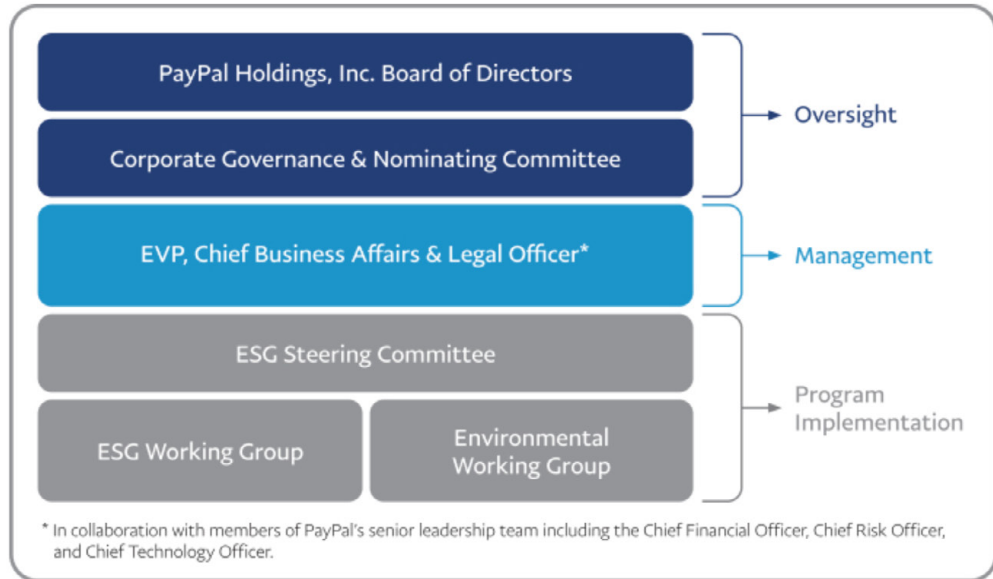 PayPal Holdings, Inc. Board of Directors
Corporate Governance & Nominating Committee
Oversight
EVP, Chief Business Affairs & Legal Officer*
Management
ESG Steering Committee
ESG Working Group
Environmental
Working Group
Program
Implementation
* In collaboration with members of PayPal's senior leadership team including the Chief Financial Officer, Chief Risk Officer,
and Chief Technology Officer.